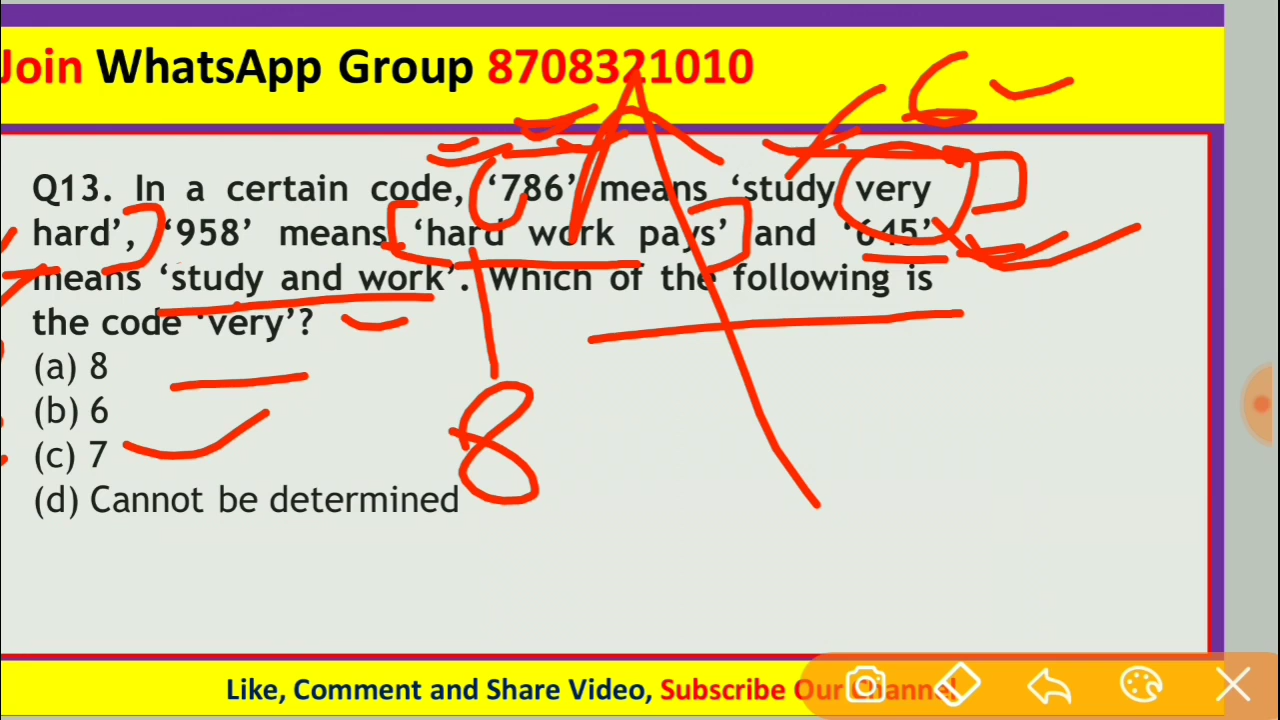 Join WhatsApp Group 8708321010
Q13. In a certain code, ‘786’ means ‘study very
hard’, ‘958’ means ‘hard work pays’ and ‘645’
means ‘study and work’. Which of the following is
the code ‘very’?
(a) 8
(b) 6
(c) 7
(d) Cannot be determined
6
8
Like, Comment and Share Video, Subscribe Our Channel